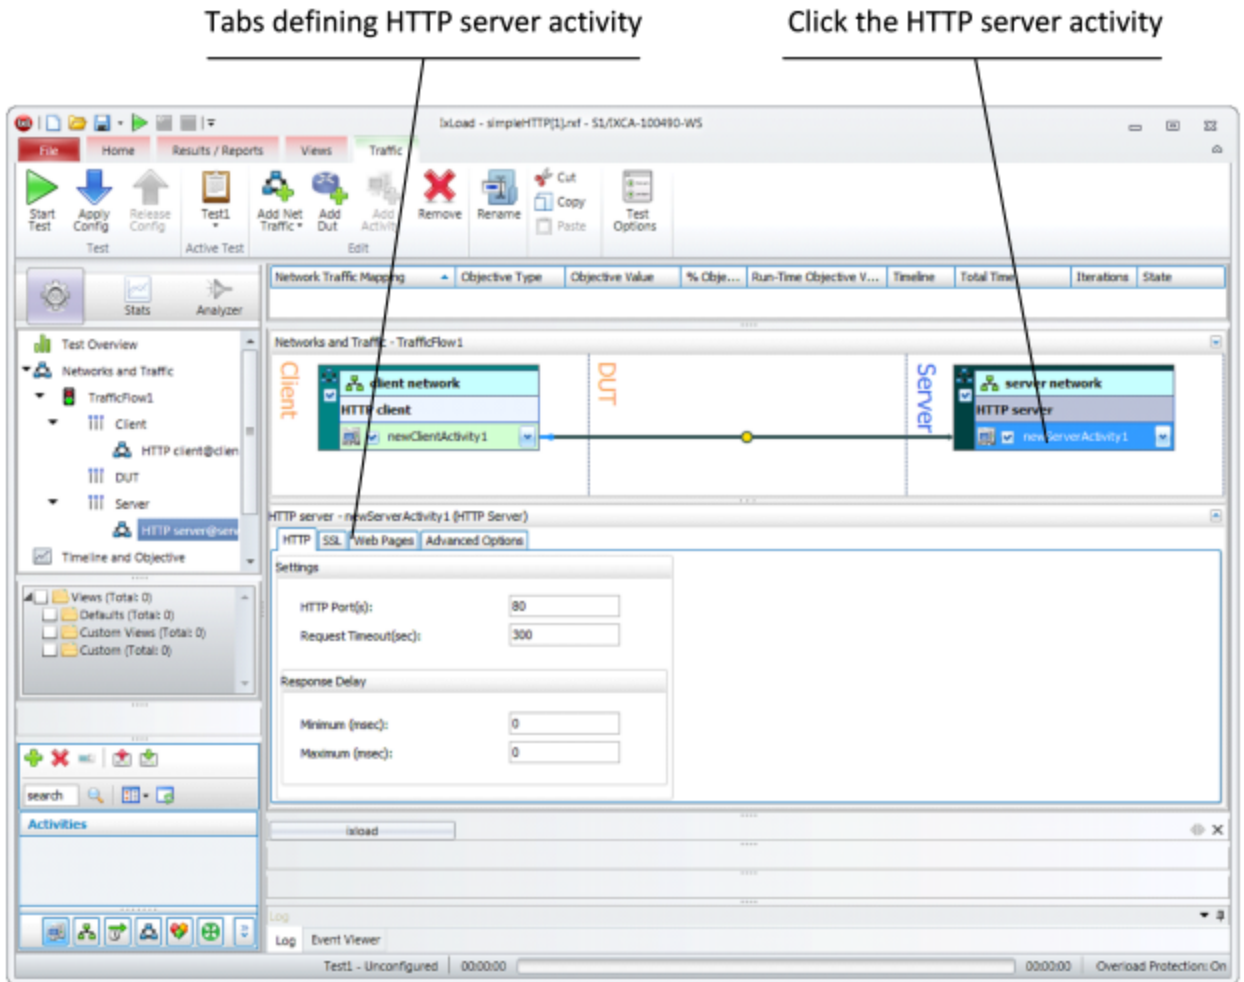 Tabs defining HTTP server activity
Click the HTTP server activity
IxLoad - simpleHTTP[1].rxf - S1/IXCA-100490-WS
File Home Results / Reports Views Traffic
Start Test
Apply Config
Release Config
Test1
Add Net Traffic
Add Dut
Add Activity
Remove
Rename
Cut
Copy
Paste
Test Options
Test
Active Test
Edit
Stats
Analyzer
Network Traffic Mapping Objective Type Objective Value % Obje... Run-Time Objective V... Timeline Total Time Iterations State
Test Overview
Networks and Traffic
TrafficFlow1
Client
HTTP client@clien
DUT
Server
HTTP server@serv
Timeline and Objective
Networks and Traffic - TrafficFlow1
Client
client network
HTTP client
newClientActivity1
DUT
Server
server network
HTTP server
newServerActivity1
HTTP server - newServerActivity1 (HTTP Server)
HTTP SSL Web Pages Advanced Options
Settings
HTTP Port(s): 80
Request Timeout(sec): 300
Response Delay
Minimum (msec): 0
Maximum (msec): 0
Views (Total: 0)
Defaults (Total: 0)
Custom Views (Total: 0)
Custom (Total: 0)
search
Activities
ixload
Log
Log Event Viewer
Test1 - Unconfigured 00:00:00 00:00:00 Overload Protection: On